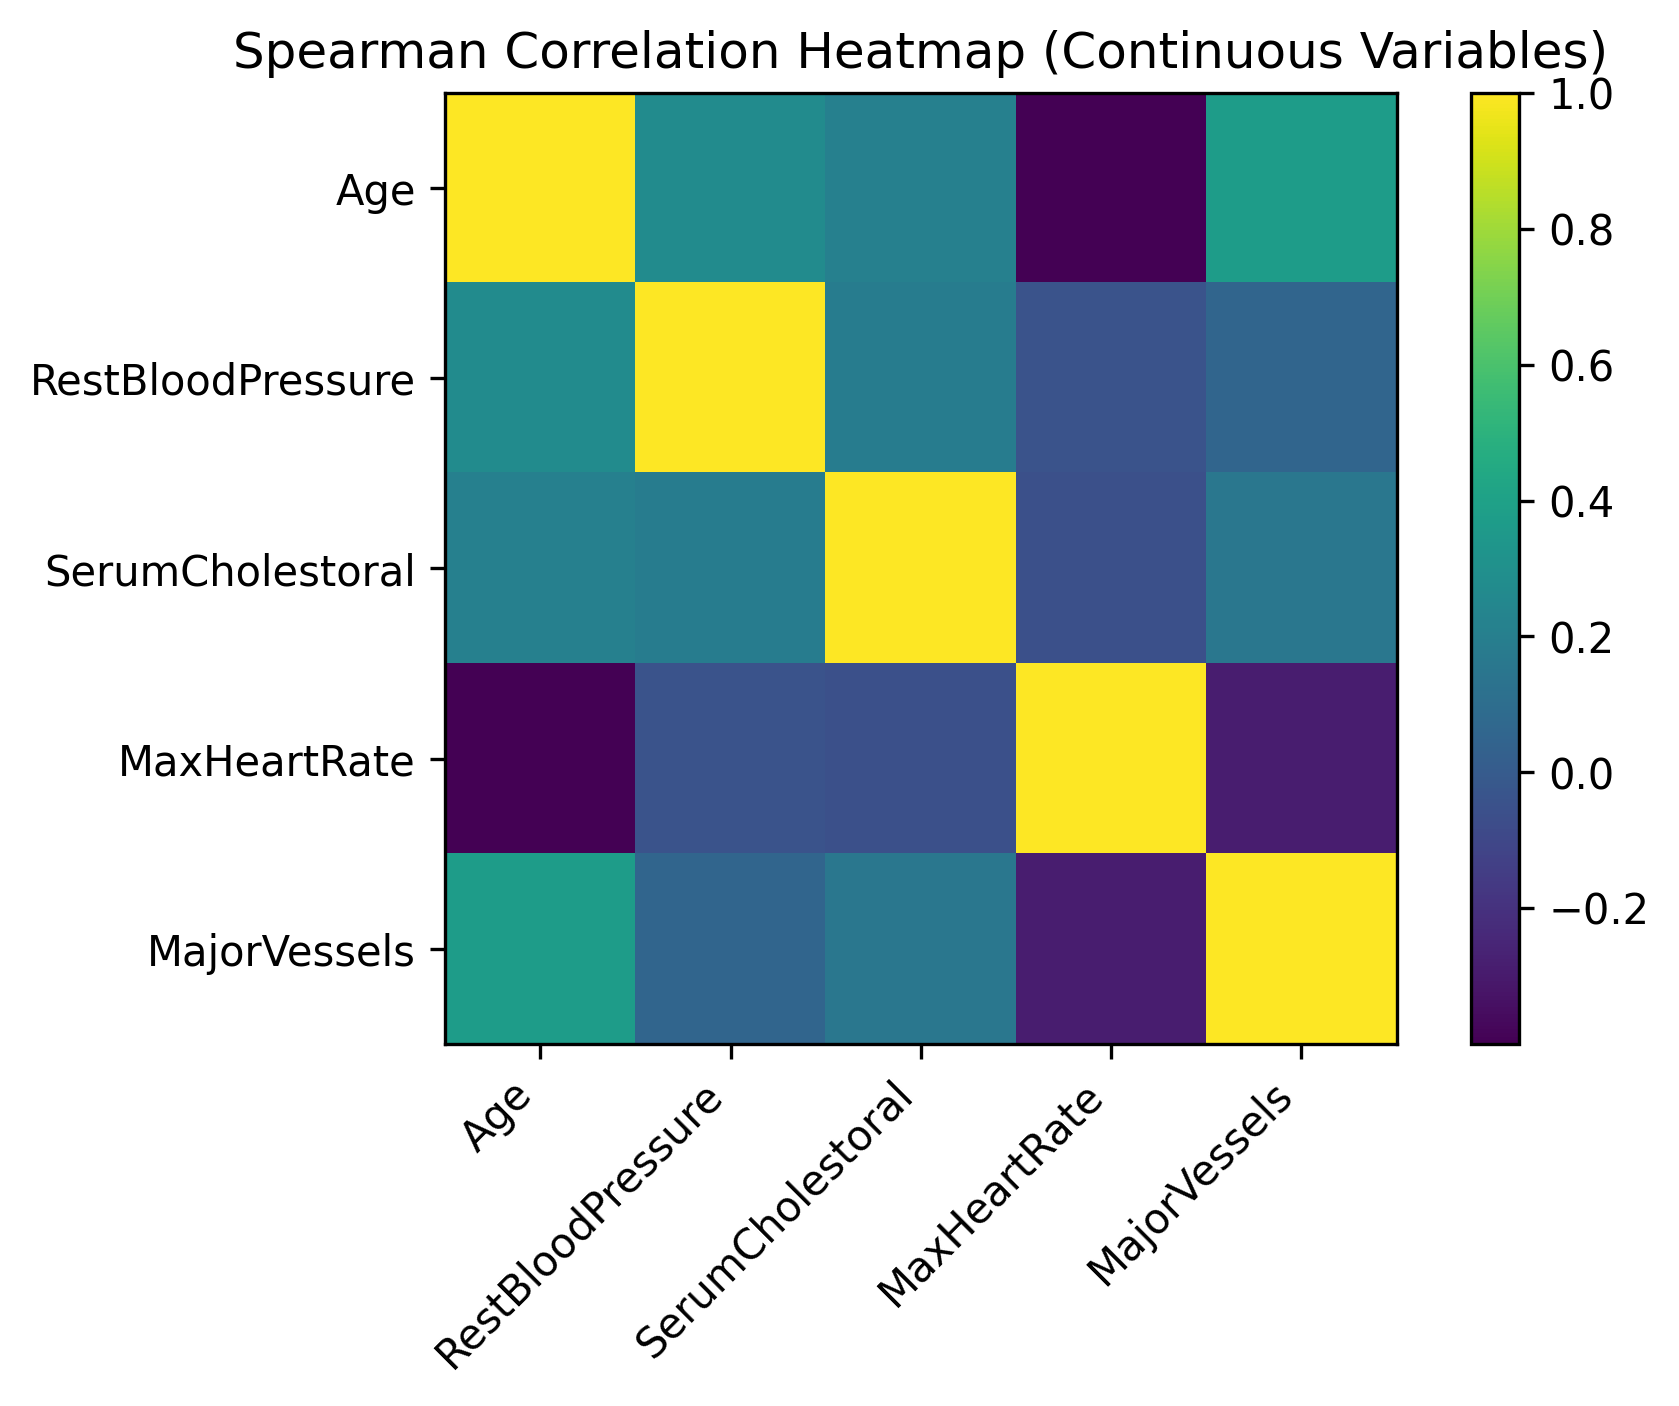 Spearman Correlation Heatmap (Continuous Variables)
Age
RestBloodPressure
SerumCholestoral
MaxHeartRate
MajorVessels
Age
RestBloodPressure
SerumCholestoral
MaxHeartRate
MajorVessels
1.0
0.8
0.6
0.4
0.2
0.0
−0.2